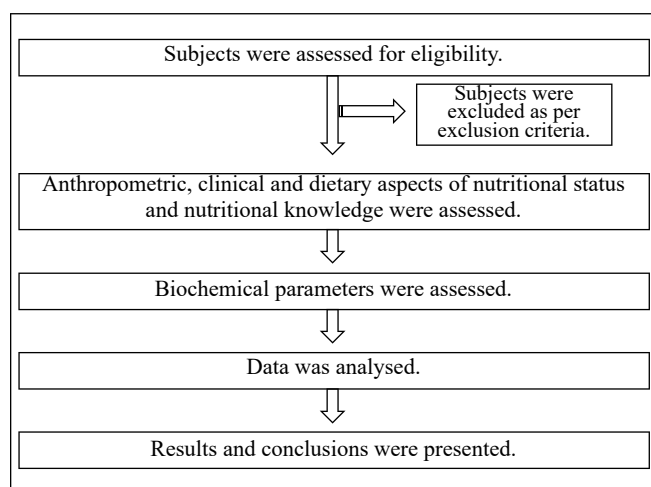 Subjects were assessed for eligibility.
Subjects were
excluded as per
exclusion criteria.
Anthropometric, clinical and dietary aspects of nutritional status
and nutritional knowledge were assessed.
Biochemical parameters were assessed.
Data was analysed.
Results and conclusions were presented.